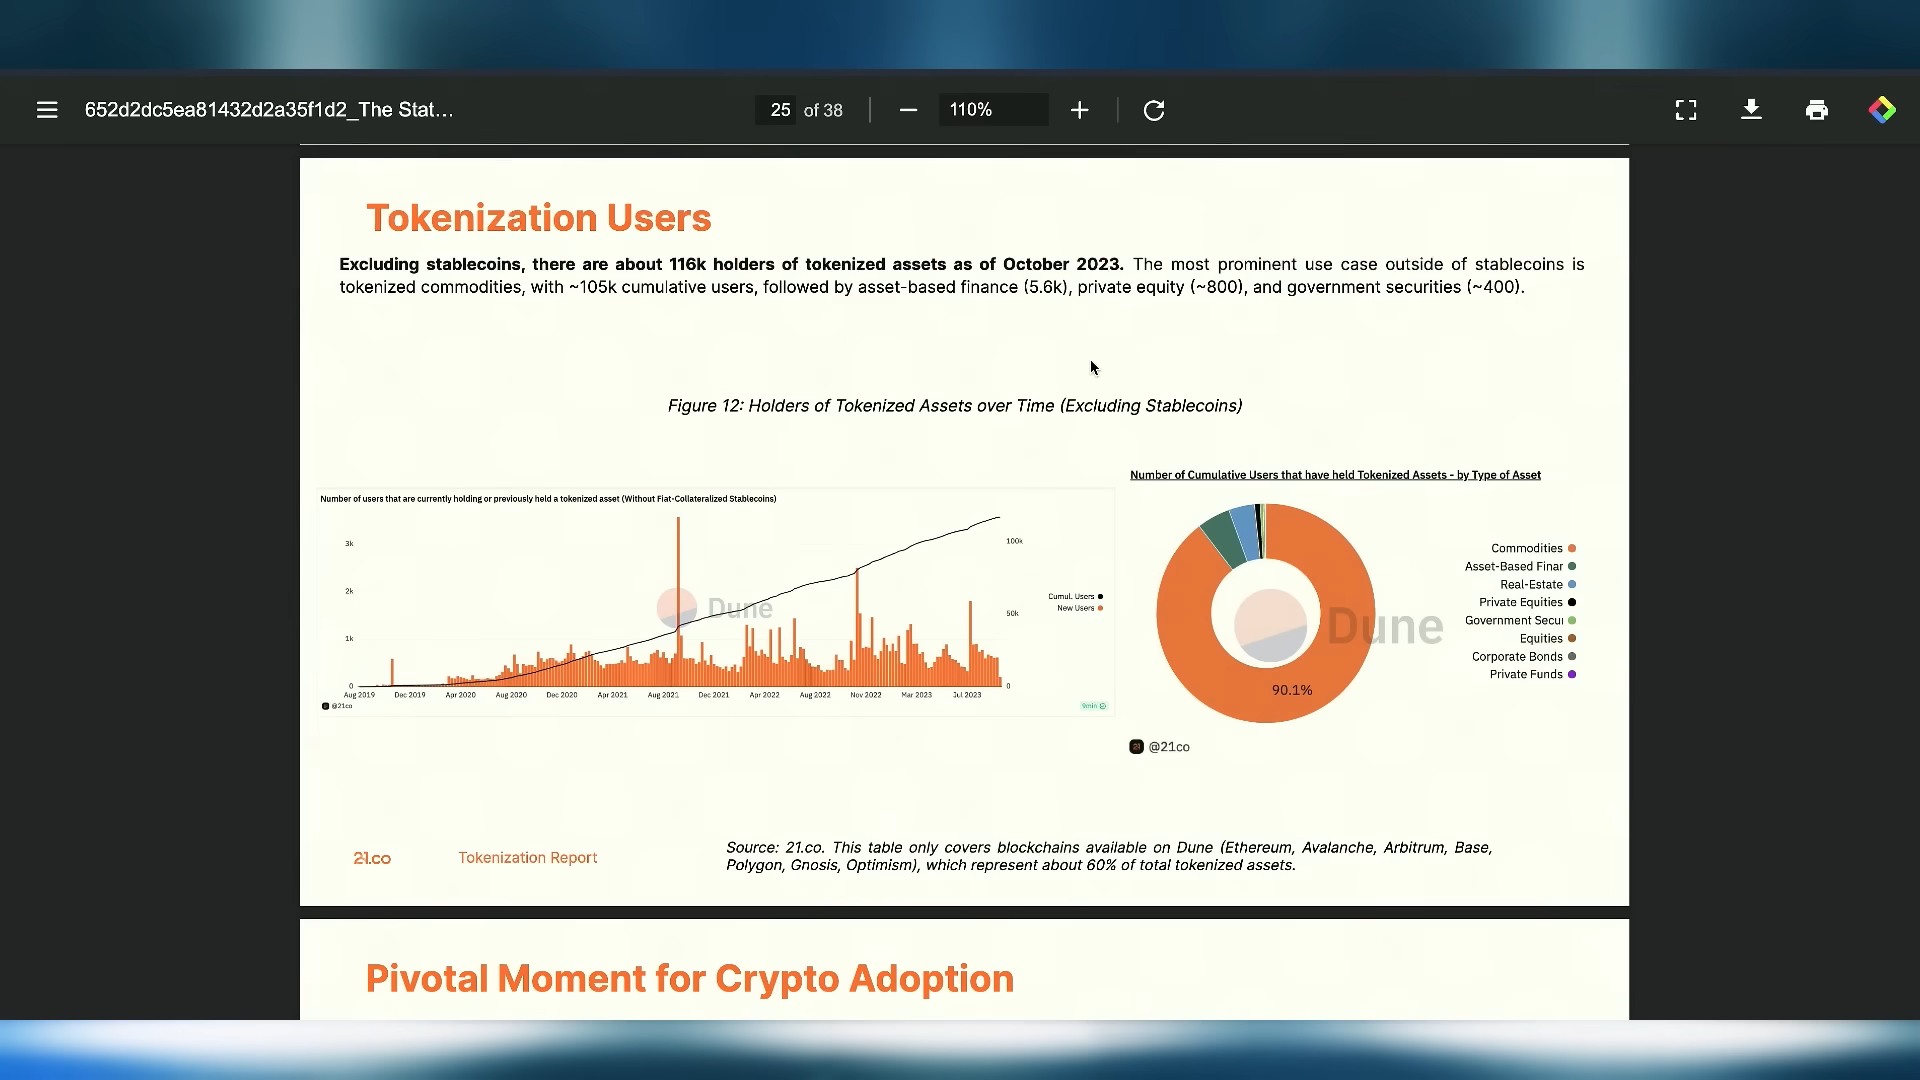 652d2dc5ea81432d2a35f1d2_The Stat...
25 of 38
110%
Tokenization Users
Excluding stablecoins, there are about 116k holders of tokenized assets as of October 2023. The most prominent use case outside of stablecoins is
tokenized commodities, with ~105k cumulative users, followed by asset-based finance (5.6k), private equity (~800), and government securities (~400).
Figure 12: Holders of Tokenized Assets over Time (Excluding Stablecoins)
Number of users that are currently holding or previously held a tokenized asset (Without Fiat-Collateralized Stablecoins)
3k
2k
1k
0
100k
50k
0
Dune
Cumul. Users
New Users
Aug 2019
Dec 2019
Apr 2020
Aug 2020
Dec 2020
Apr 2021
Aug 2021
Dec 2021
Apr 2022
Aug 2022
Nov 2022
Mar 2023
Jul 2023
@21co
9min
Number of Cumulative Users that have held Tokenized Assets - by Type of Asset
Dune
90.1%
Commodities
Asset-Based Finar
Real-Estate
Private Equities
Government Secur
Equities
Corporate Bonds
Private Funds
@21co
21.co
Tokenization Report
Source: 21.co. This table only covers blockchains available on Dune (Ethereum, Avalanche, Arbitrum, Base,
Polygon, Gnosis, Optimism), which represent about 60% of total tokenized assets.
Pivotal Moment for Crypto Adoption